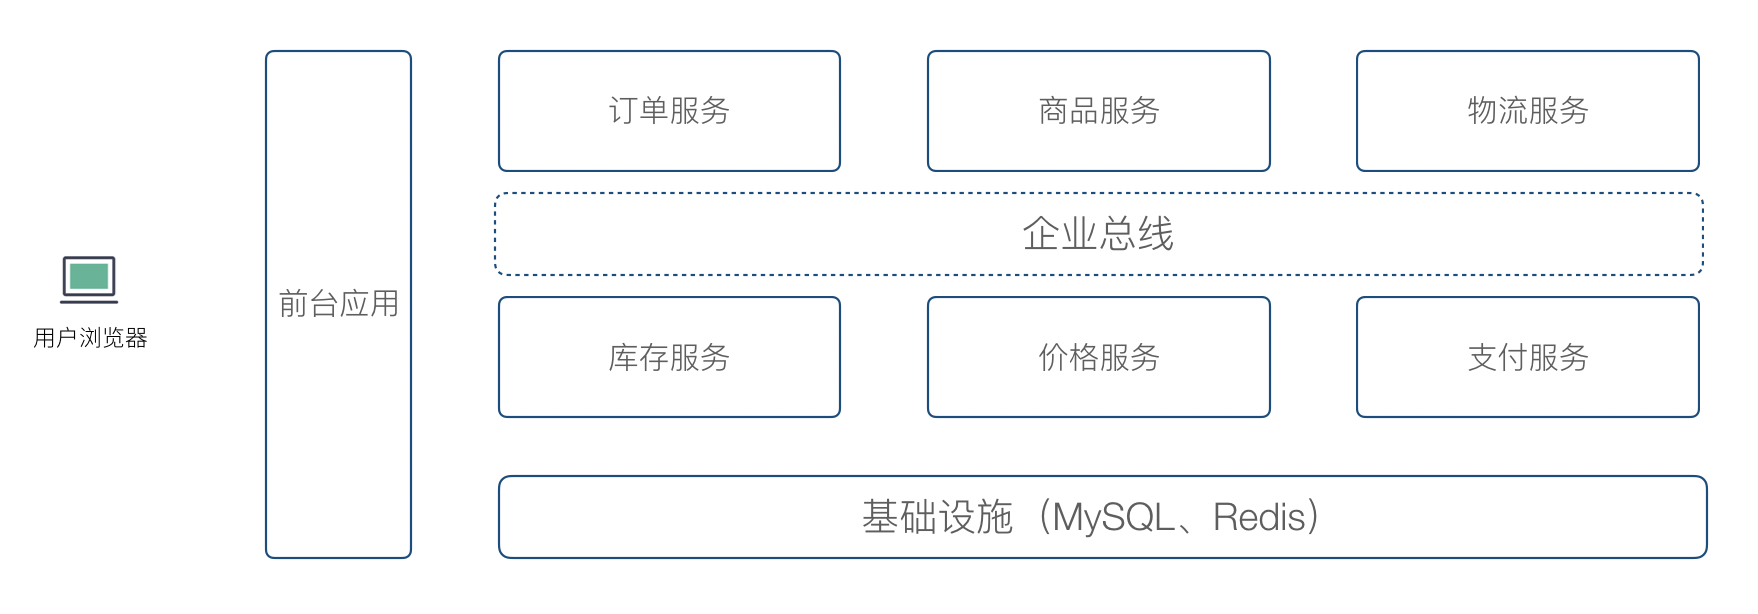 用户浏览器
前台应用
订单服务
商品服务
物流服务
企业总线
库存服务
价格服务
支付服务
基础设施（MySQL、Redis）